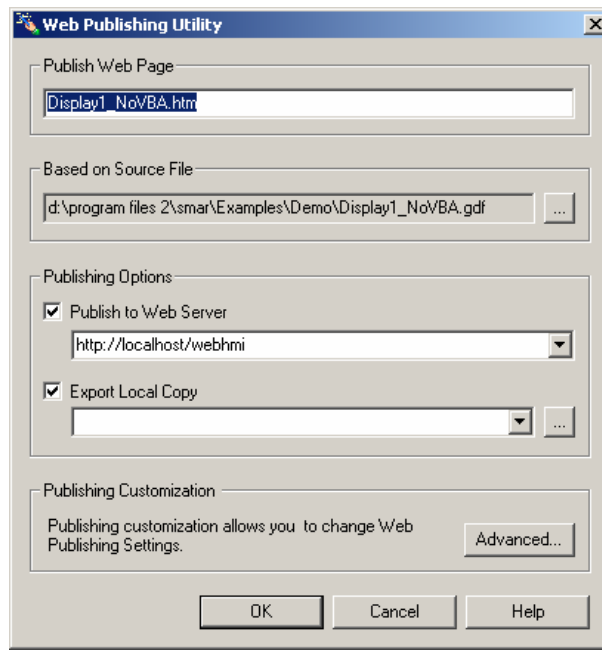 Web Publishing Utility
Publish Web Page
Display1_NoVBA.htm
Based on Source File
d:\program files 2\smar\Examples\Demo\Display1_NoVBA.gdf
...
Publishing Options
Publish to Web Server
http://localhost/webhmi
Export Local Copy
...
Publishing Customization
Publishing customization allows you to change Web
Publishing Settings.
Advanced...
OK Cancel Help